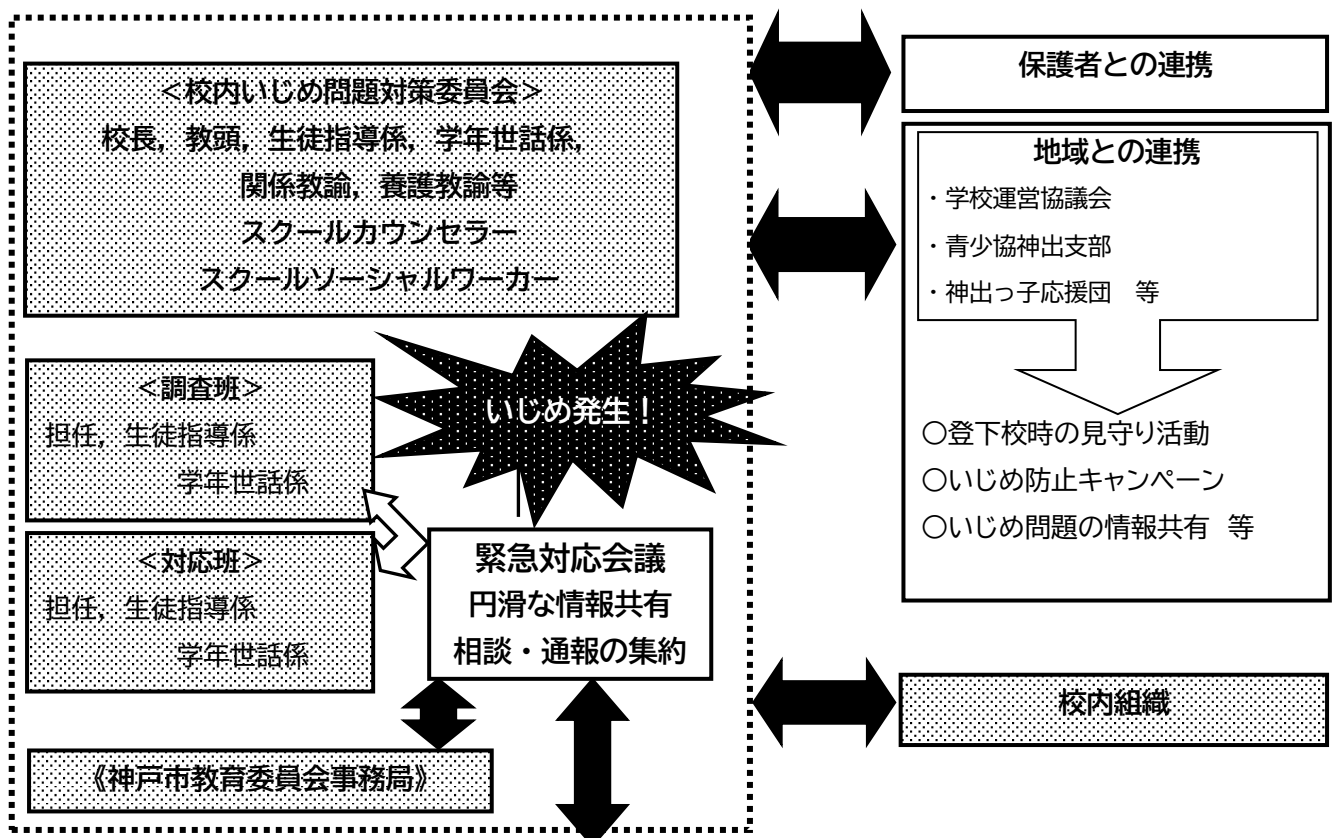 ＜校内いじめ問題対策委員会＞
校長，教頭，生徒指導係，学年世話係，
関係教諭，養護教諭等
スクールカウンセラー
スクールソーシャルワーカー
いじめ発生！
＜調査班＞
担任，生徒指導係
学年世話係
＜対応班＞
担任，生徒指導係
学年世話係
緊急対応会議
円滑な情報共有
相談・通報の集約
《神戸市教育委員会事務局》
保護者との連携
地域との連携
・学校運営協議会
・青少協神出支部
・神出っ子応援団　等
○登下校時の見守り活動
○いじめ防止キャンペーン
○いじめ問題の情報共有　等
校内組織